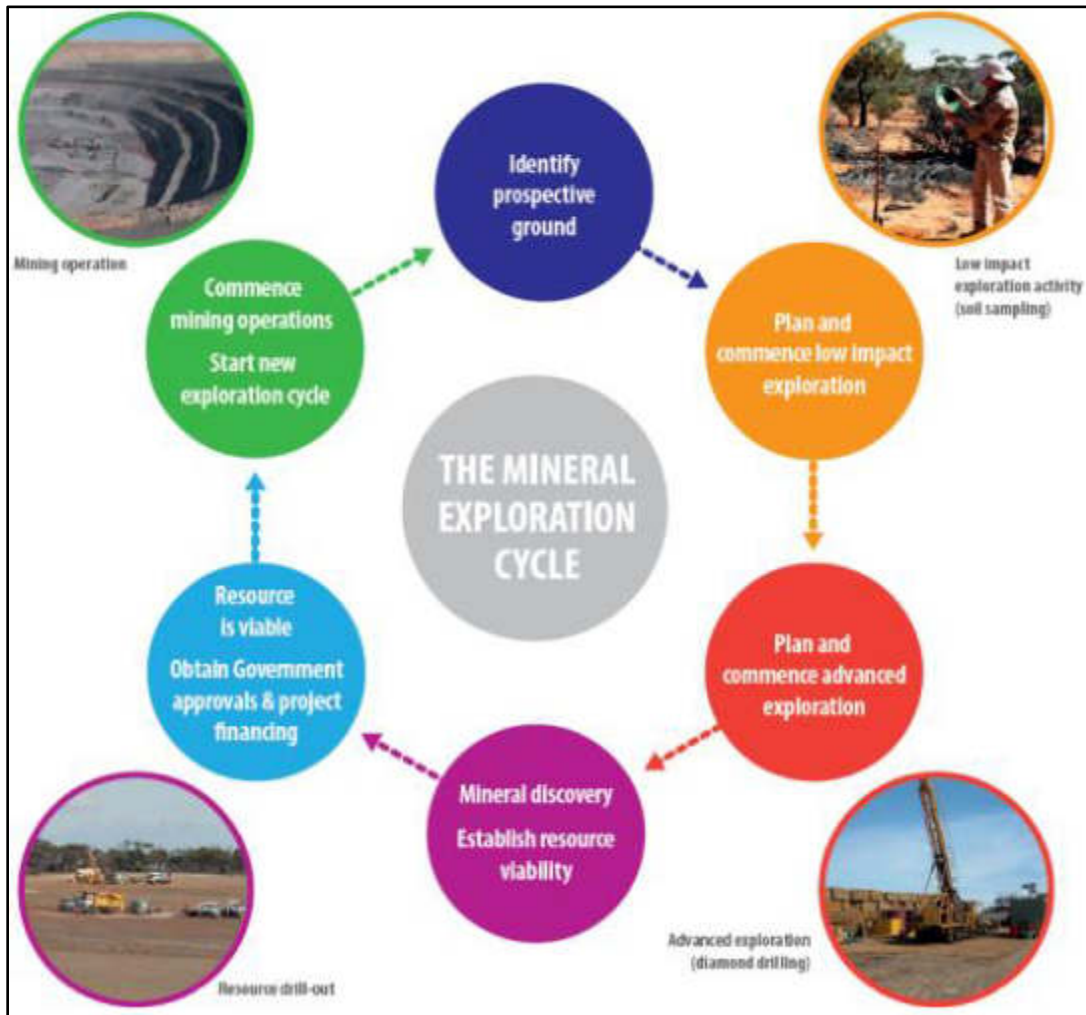 Identify
prospective
ground
Low impact
exploration activity
(soil sampling)
Plan and
commence low impact
exploration
Plan and
commence advanced
exploration
Advanced exploration
(diamond drilling)
Mineral discovery
Establish resource
viability
Resource drill-out
Resource
is viable
Obtain Government
approvals & project
financing
Commence
mining operations
Start new
exploration cycle
Mining operation
THE MINERAL
EXPLORATION
CYCLE